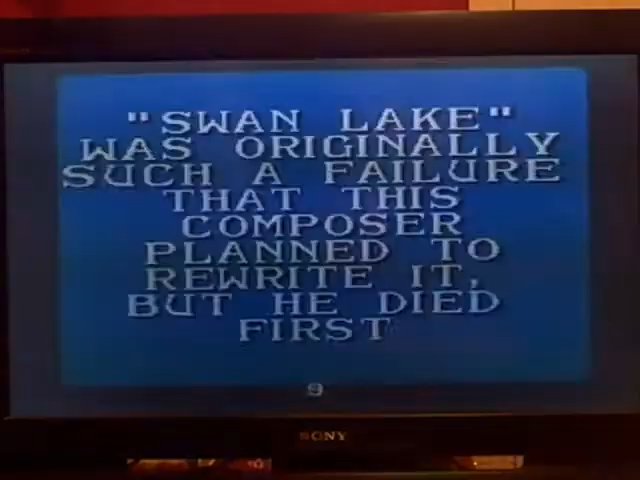 "SWAN LAKE"
WAS ORIGINALLY
SUCH A FAILURE
THAT THIS
COMPOSER
PLANNED TO
REWRITE IT,
BUT HE DIED
FIRST
9
SONY